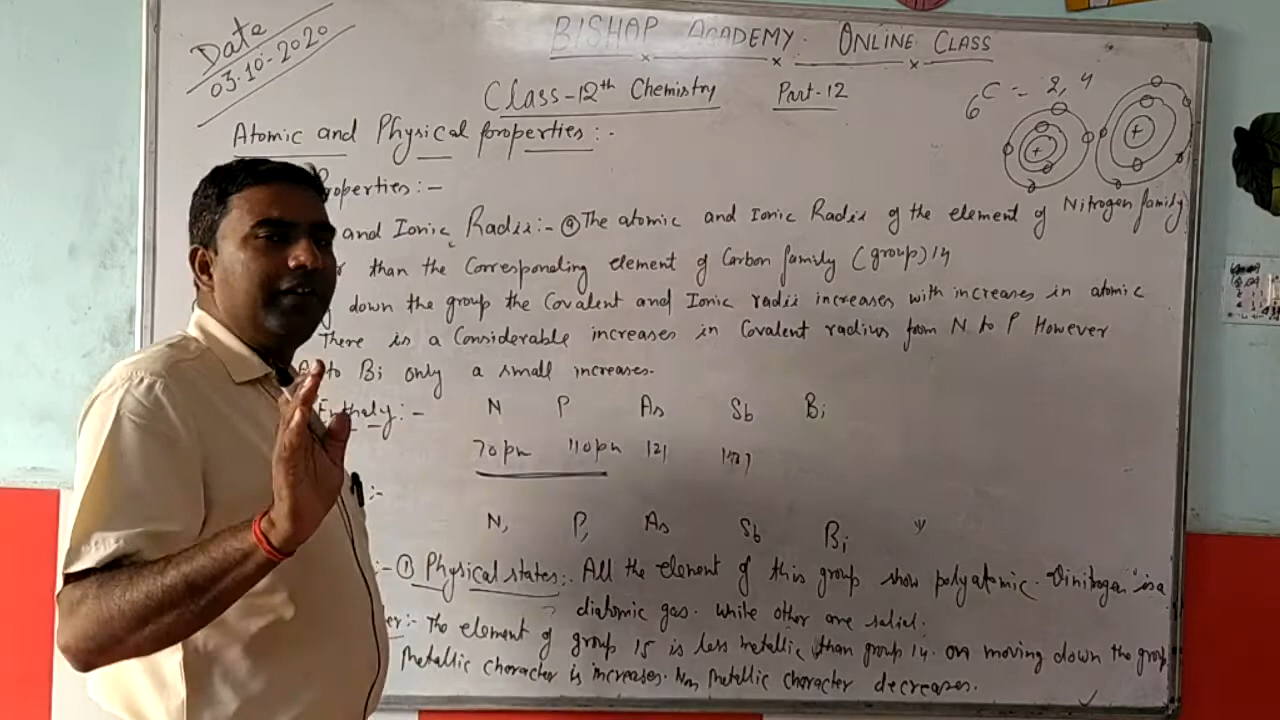 Date
03-10-2020
BISHAP ACADEMY. ONLINE CLASS
Class-12th Chemistry Part-12
6C = 2, 4
Atomic and Physical properties:-
Properties:-
and Ionic Radii:- @ The atomic and Ionic Radii of the element of Nitrogen family
than the Corresponding element of Carbon family (group) 14
down the group the Covalent and Ionic radii increases with increases in atomic
There is a Considerable increases in Covalent radius from N to P However
As to Bi only a small increases.
Enthaly:-
N P As Sb Bi
70pm 110pm 121
:-
N, P, As Sb Bi
:- ① Physical states:. All the element of this group show polyatomic. Dinitrogen is a
diatomic gas. while other are solid.
er:- The element of group 15 is less metallic than group 14. on moving down the group
Metallic character is increases. Non Metallic character decreases.